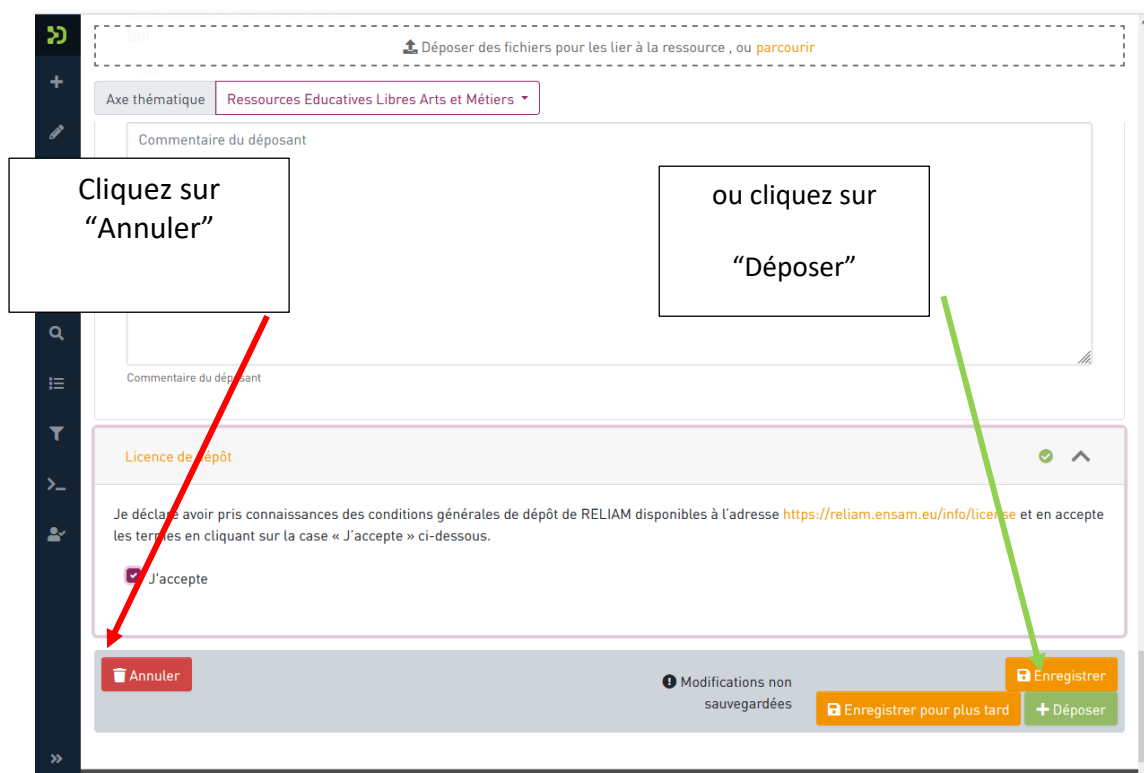 Déposer des fichiers pour les lier à la ressource , ou parcourir
Axe thématique Ressources Educatives Libres Arts et Métiers
Commentaire du déposant
Cliquez sur
“Annuler”
ou cliquez sur
“Déposer”
Commentaire du déposant
Licence de dépôt
Je déclare avoir pris connaissances des conditions générales de dépôt de RELIAM disponibles à l'adresse https://reliam.ensam.eu/info/license et en accepte
les termes en cliquant sur la case « J'accepte » ci-dessous.
J'accepte
Annuler
Modifications non
sauvegardées
Enregistrer
Enregistrer pour plus tard
Déposer